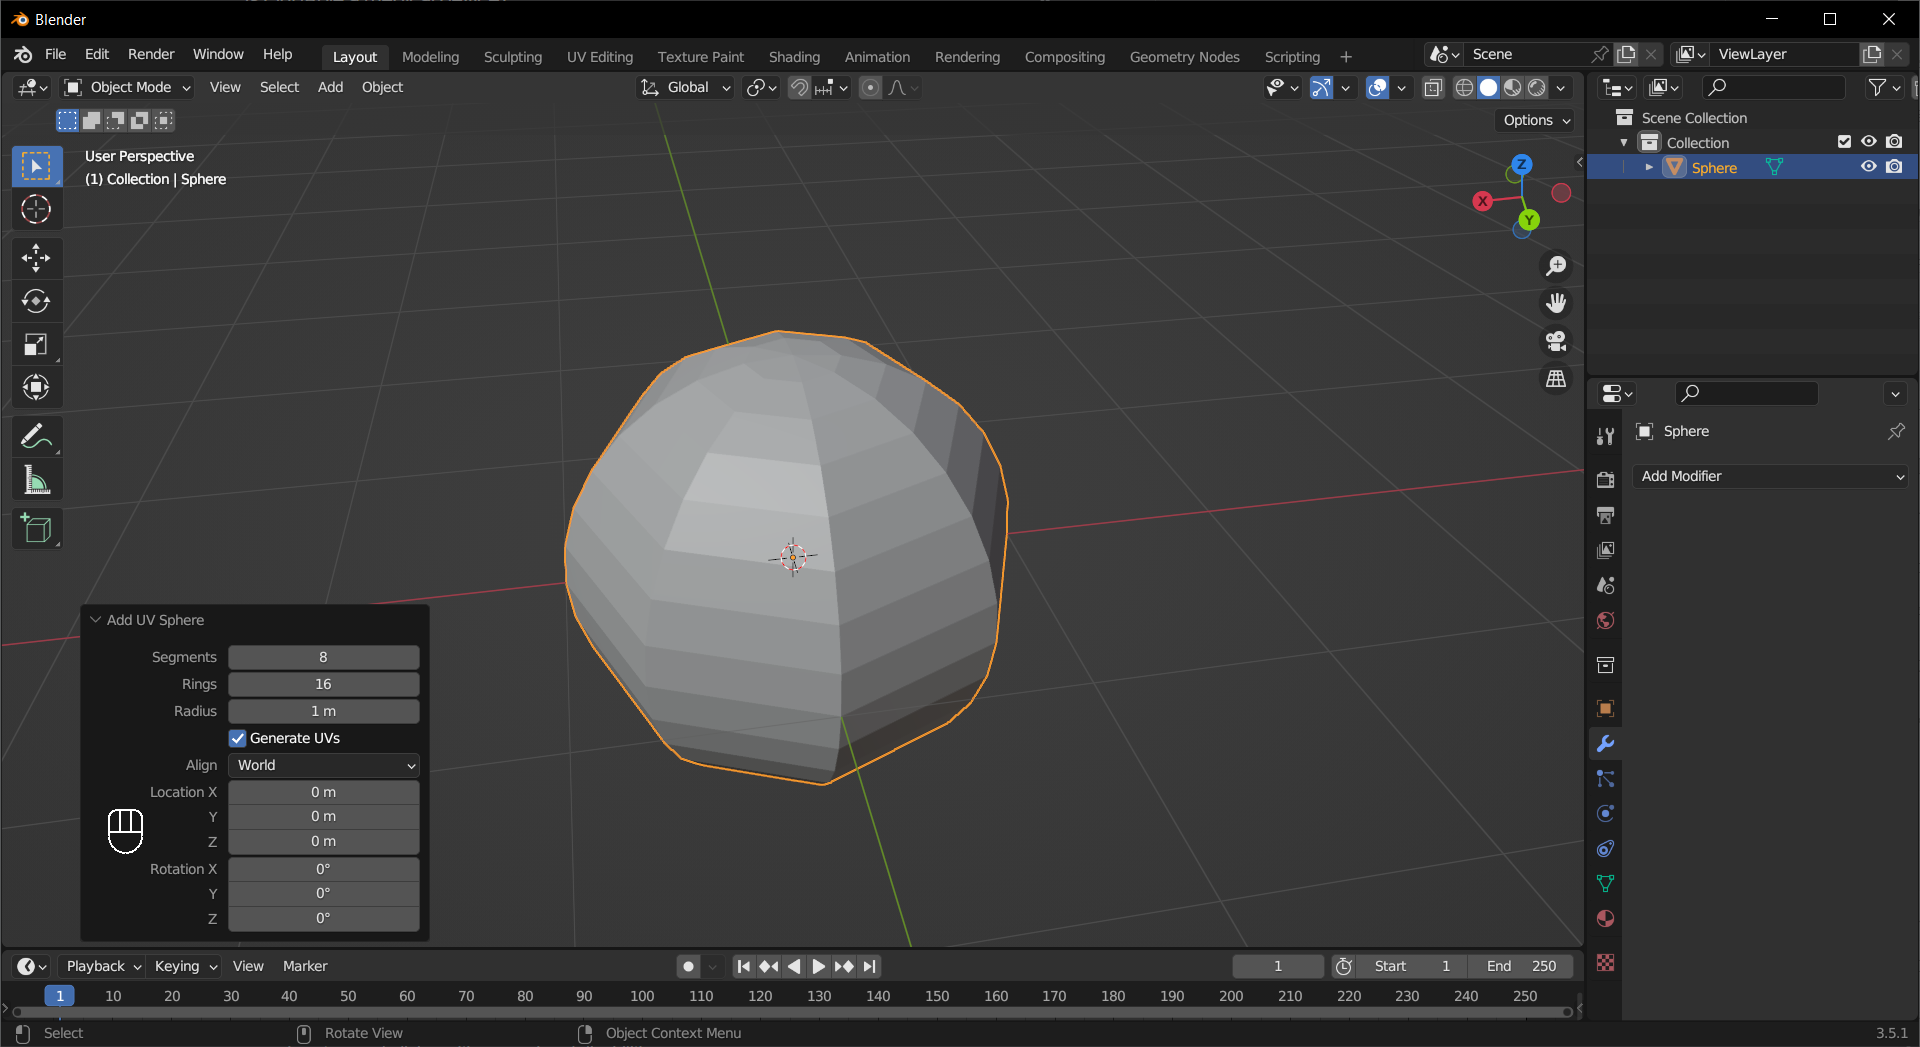 Blender
File Edit Render Window Help
Layout Modeling Sculpting UV Editing Texture Paint Shading Animation Rendering Compositing Geometry Nodes Scripting +
Scene
ViewLayer
Object Mode View Select Add Object
Global
Options
User Perspective
(1) Collection | Sphere
Z
X
Y
Scene Collection
Collection
Sphere
Sphere
Add Modifier
Add UV Sphere
Segments 8
Rings 16
Radius 1 m
Generate UVs
Align World
Location X 0 m
Y 0 m
Z 0 m
Rotation X 0°
Y 0°
Z 0°
Playback Keying View Marker
1 Start 1 End 250
1 10 20 30 40 50 60 70 80 90 100 110 120 130 140 150 160 170 180 190 200 210 220 230 240 250
Select Rotate View Object Context Menu 3.5.1